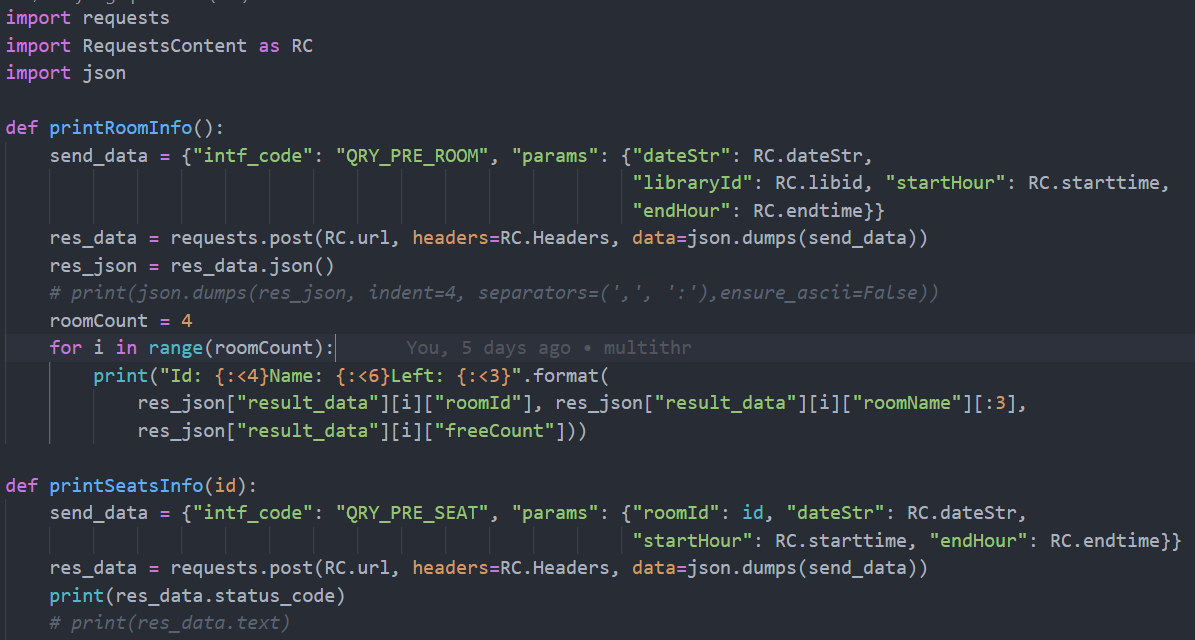 import requests
import RequestsContent as RC
import json
def printRoomInfo():
    send_data = {"intf_code": "QRY_PRE_ROOM", "params": {"dateStr": RC.dateStr,
                                                         "libraryId": RC.libid, "startHour": RC.starttime,
                                                         "endHour": RC.endtime}}
    res_data = requests.post(RC.url, headers=RC.Headers, data=json.dumps(send_data))
    res_json = res_data.json()
    # print(json.dumps(res_json, indent=4, separators=(',', ':'),ensure_ascii=False))
    roomCount = 4
    for i in range(roomCount):      You, 5 days ago • multithr
        print("Id: {:<4}Name: {:<6}Left: {:<3}".format(
            res_json["result_data"][i]["roomId"], res_json["result_data"][i]["roomName"][:3],
            res_json["result_data"][i]["freeCount"]))
def printSeatsInfo(id):
    send_data = {"intf_code": "QRY_PRE_SEAT", "params": {"roomId": id, "dateStr": RC.dateStr,
                                                         "startHour": RC.starttime, "endHour": RC.endtime}}
    res_data = requests.post(RC.url, headers=RC.Headers, data=json.dumps(send_data))
    print(res_data.status_code)
    # print(res_data.text)